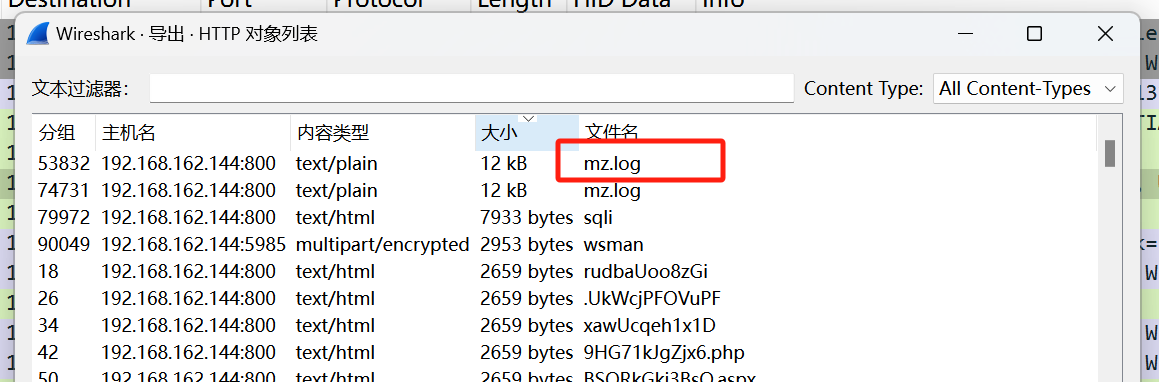 Destination Port Protocol Length HID Data Info
Wireshark · 导出 · HTTP 对象列表
文本过滤器: Content Type: All Content-Types
分组 主机名 内容类型 大小 文件名
53832 192.168.162.144:800 text/plain 12 kB mz.log
74731 192.168.162.144:800 text/plain 12 kB mz.log
79972 192.168.162.144:800 text/html 7933 bytes sqli
90049 192.168.162.144:5985 multipart/encrypted 2953 bytes wsman
18 192.168.162.144:800 text/html 2659 bytes rudbaUoo8zGi
26 192.168.162.144:800 text/html 2659 bytes .UkWcjPFOVuPF
34 192.168.162.144:800 text/html 2659 bytes xawUcqeh1x1D
42 192.168.162.144:800 text/html 2659 bytes 9HG71kJgZjx6.php
50 192.168.162.144:800 text/html 2659 bytes